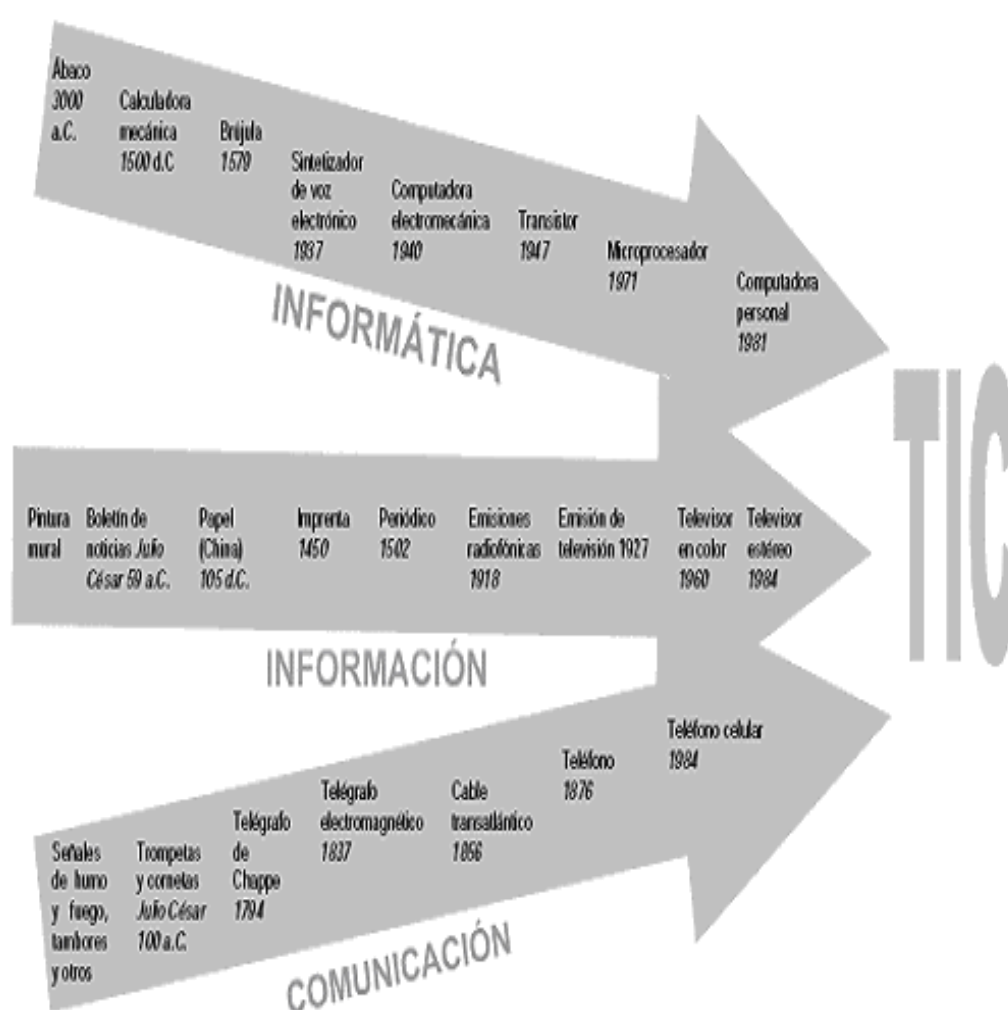 Ábaco
3000
a.C.
Calculadora
mecánica
1500 d.C
Brújula
1570
Sintetizador
de voz
electrónico
1937
Computadora
electromecánica
1940
Transistor
1947
Microprocesador
1971
Computadora
personal
1981
INFORMÁTICA
TIC
Pintura
mural
Boletín de
noticias Julio
César 59 a.C.
Papel
(China)
105 d.C.
Imprenta
1450
Periódico
1502
Emisiones
radiofónicas
1918
Emisión de
televisión 1927
Televisor
en color
1960
Televisor
estéreo
1984
INFORMACIÓN
Señales
de humo
y fuego,
tambores
y otros
Trompetas
y cornetas
Julio César
100 a.C.
Telégrafo
de
Chappe
1794
Telégrafo
electromagnético
1837
Cable
transatlántico
1856
Teléfono
1876
Teléfono celular
1984
COMUNICACIÓN